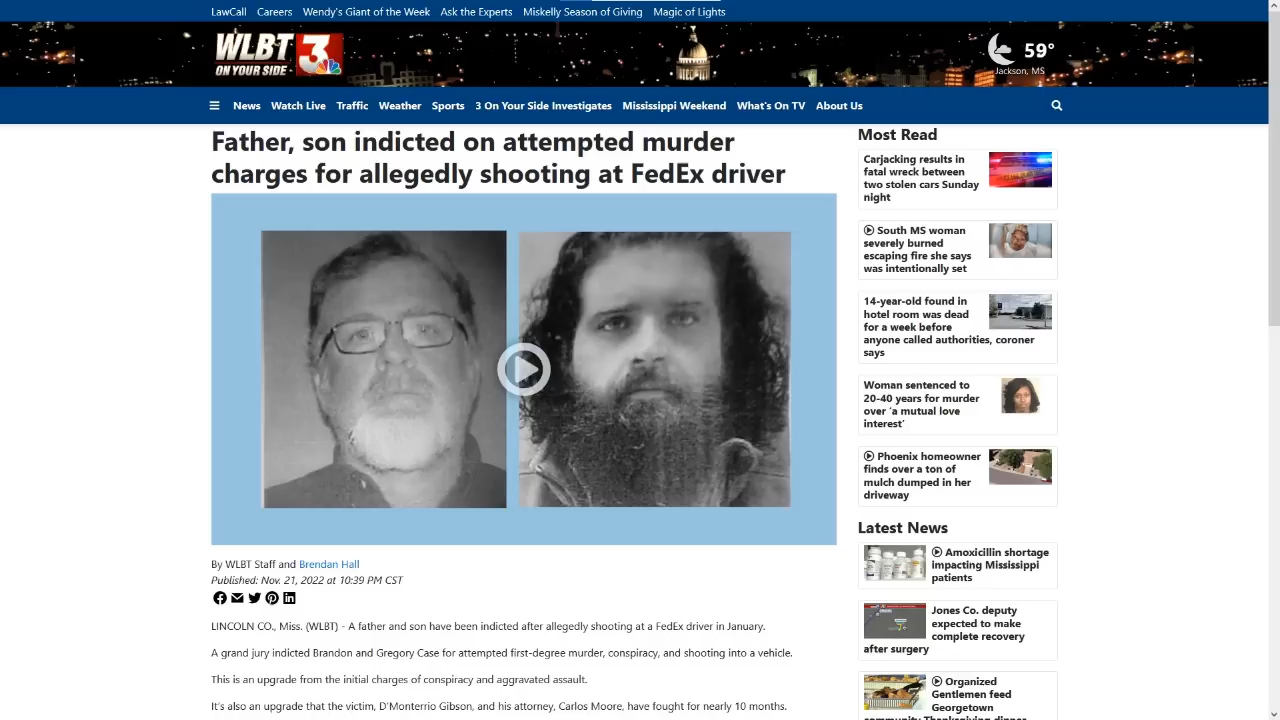 LawCall Careers Wendy's Giant of the Week Ask the Experts Miskelly Season of Giving Magic of Lights
WLBT 3
ON YOUR SIDE
59°
Jackson, MS
News Watch Live Traffic Weather Sports 3 On Your Side Investigates Mississippi Weekend What's On TV About Us
Father, son indicted on attempted murder
charges for allegedly shooting at FedEx driver
By WLBT Staff and Brendan Hall
Published: Nov. 21, 2022 at 10:39 PM CST
LINCOLN CO., Miss. (WLBT) - A father and son have been indicted after allegedly shooting at a FedEx driver in January.
A grand jury indicted Brandon and Gregory Case for attempted first-degree murder, conspiracy, and shooting into a vehicle.
This is an upgrade from the initial charges of conspiracy and aggravated assault.
It's also an upgrade that the victim, D'Monterrio Gibson, and his attorney, Carlos Moore, have fought for nearly 10 months.
Most Read
Carjacking results in
fatal wreck between
two stolen cars Sunday
night
South MS woman
severely burned
escaping fire she says
was intentionally set
14-year-old found in
hotel room was dead
for a week before
anyone called authorities, coroner
says
Woman sentenced to
20-40 years for murder
over 'a mutual love
interest'
Phoenix homeowner
finds over a ton of
mulch dumped in her
driveway
Latest News
Amoxicillin shortage
impacting Mississippi
patients
Jones Co. deputy
expected to make
complete recovery
after surgery
Organized
Gentlemen feed
Georgetown
community Thanksgiving dinner